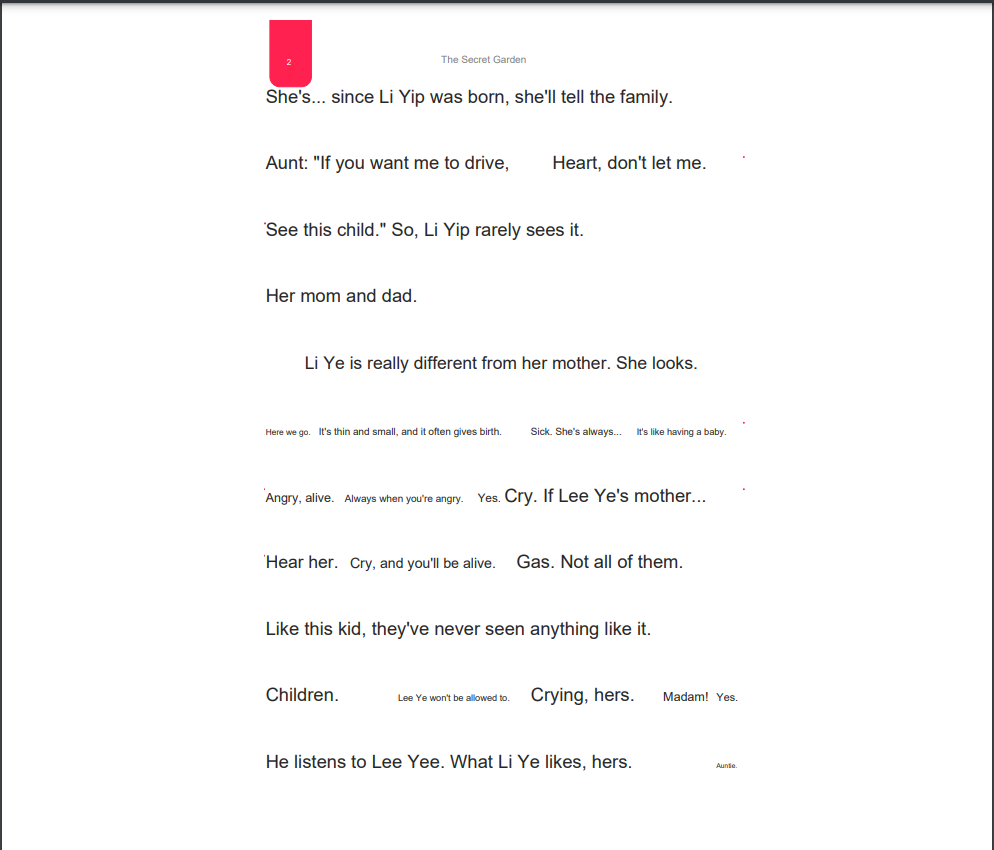 2 The Secret Garden
She's... since Li Yip was born, she'll tell the family.
Aunt: "If you want me to drive, Heart, don't let me.
See this child." So, Li Yip rarely sees it.
Her mom and dad.
Li Ye is really different from her mother. She looks.
Here we go. It's thin and small, and it often gives birth. Sick. She's always... It's like having a baby.
Angry, alive. Always when you're angry. Yes. Cry. If Lee Ye's mother...
Hear her. Cry, and you'll be alive. Gas. Not all of them.
Like this kid, they've never seen anything like it.
Children. Lee Ye won't be allowed to. Crying, hers. Madam! Yes.
He listens to Lee Yee. What Li Ye likes, hers. Auntie.